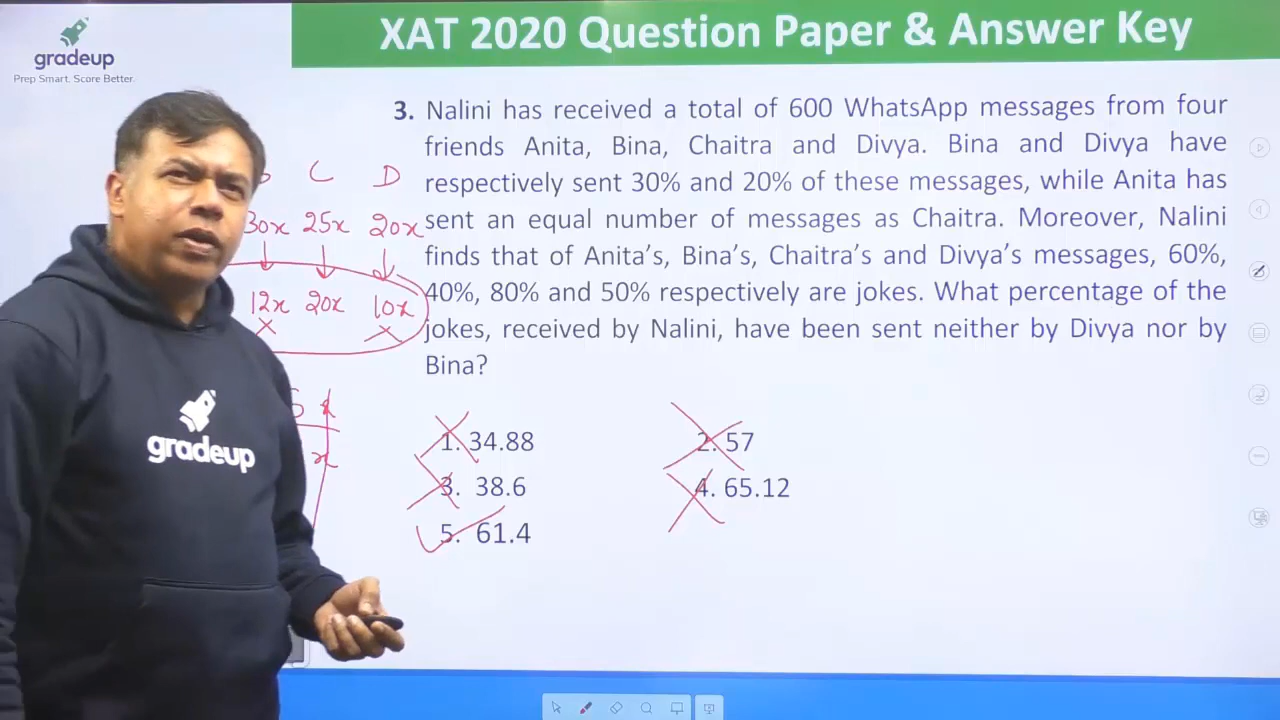 XAT 2020 Question Paper & Answer Key
gradeup
Prep Smart. Score Better.
3. Nalini has received a total of 600 WhatsApp messages from four
friends Anita, Bina, Chaitra and Divya. Bina and Divya have
respectively sent 30% and 20% of these messages, while Anita has
sent an equal number of messages as Chaitra. Moreover, Nalini
finds that of Anita's, Bina's, Chaitra's and Divya's messages, 60%,
40%, 80% and 50% respectively are jokes. What percentage of the
jokes, received by Nalini, have been sent neither by Divya nor by
Bina?
C D
30x 25x 20x
12x 20x 10x
1. 34.88 2. 57
3. 38.6 4. 65.12
5. 61.4
gradeup